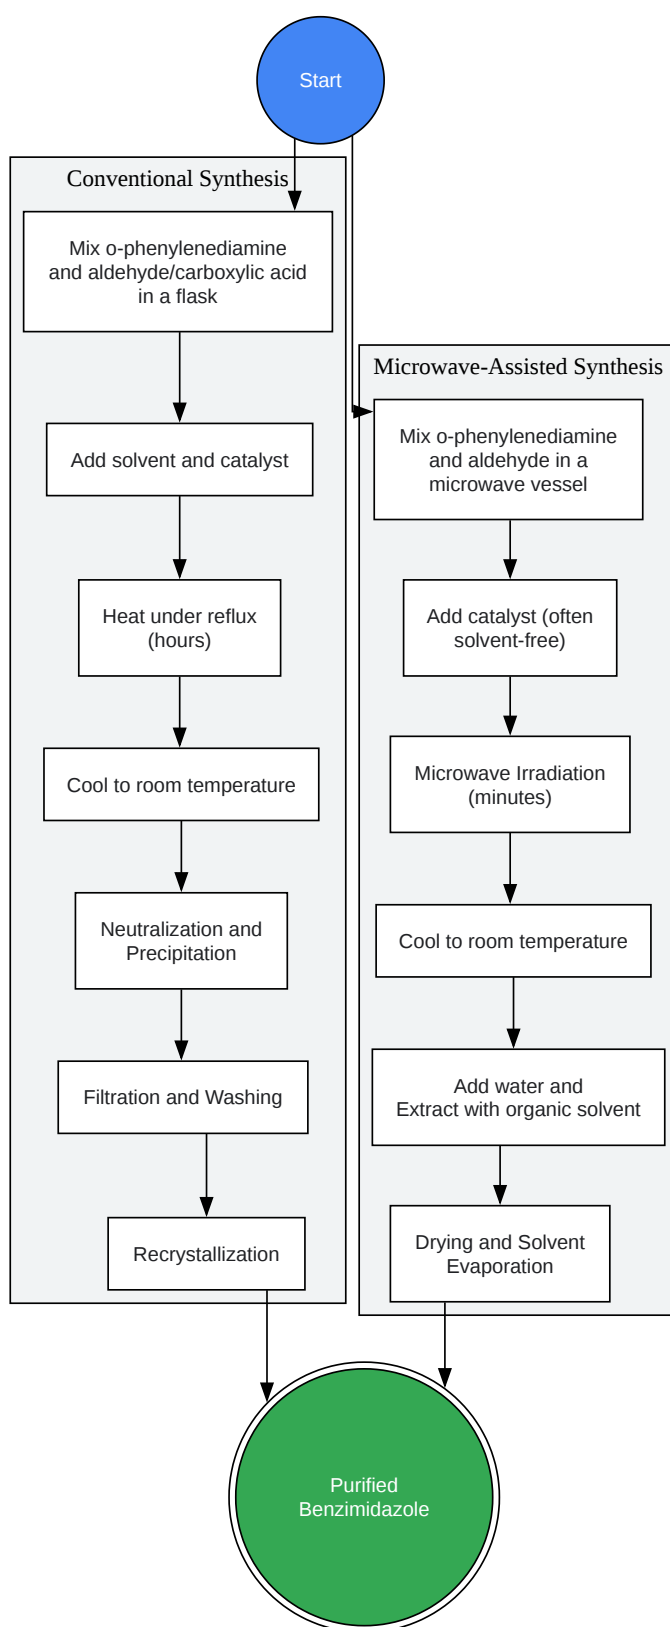 Start
Conventional Synthesis
Mix o-phenylenediamine
and aldehyde/carboxylic acid
in a flask
Add solvent and catalyst
Heat under reflux
(hours)
Cool to room temperature
Neutralization and
Precipitation
Filtration and Washing
Recrystallization
Microwave-Assisted Synthesis
Mix o-phenylenediamine
and aldehyde in a
microwave vessel
Add catalyst (often
solvent-free)
Microwave Irradiation
(minutes)
Cool to room temperature
Add water and
Extract with organic solvent
Drying and Solvent
Evaporation
Purified
Benzimidazole